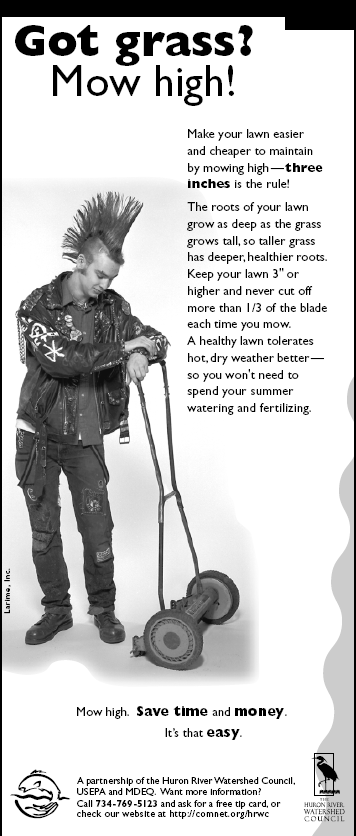 Got grass?
Mow high!
Make your lawn easier
and cheaper to maintain
by mowing high—three
inches is the rule!
The roots of your lawn
grow as deep as the grass
grows tall, so taller grass
has deeper, healthier roots.
Keep your lawn 3" or
higher and never cut off
more than 1/3 of the blade
each time you mow.
A healthy lawn tolerates
hot, dry weather better—
so you won't need to
spend your summer
watering and fertilizing.
Larime, Inc.
Mow high. Save time and money.
It's that easy.
A partnership of the Huron River Watershed Council,
USEPA and MDEQ. Want more information?
Call 734-769-5123 and ask for a free tip card, or
check our website at http://comnet.org/hrwc
THE
HURON RIVER
WATERSHED
COUNCIL